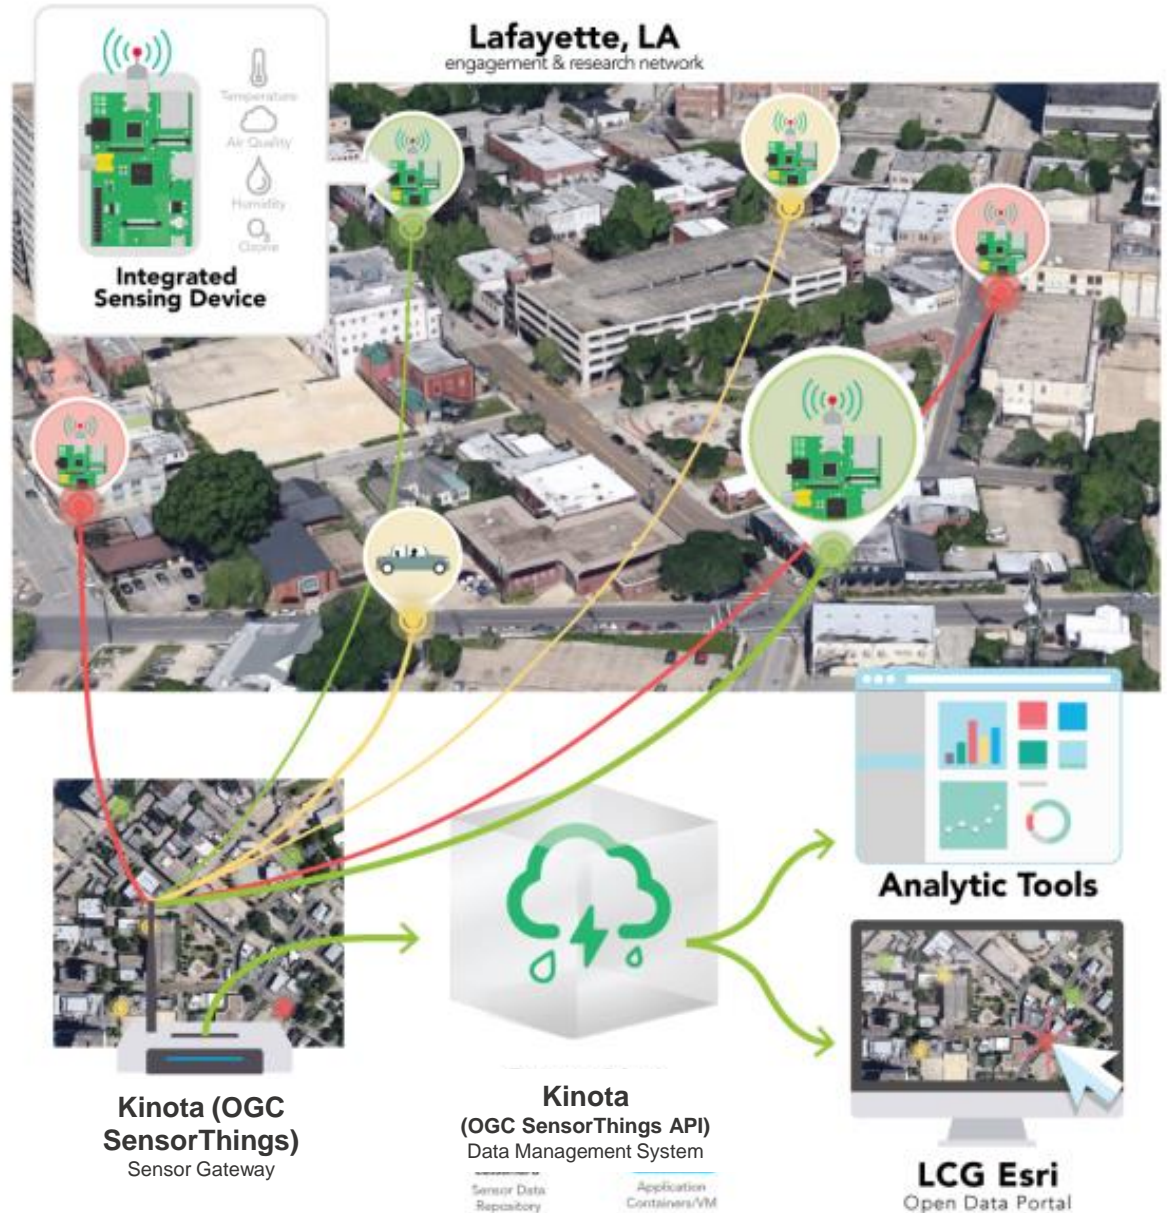 Lafayette, LA
engagement & research network
Temperature
Air Quality
Humidity
O3
Ozone
Integrated
Sensing Device
Analytic Tools
Kinota (OGC
SensorThings)
Sensor Gateway
Kinota
(OGC SensorThings API)
Data Management System
Sensor Data
Repository
Application
Containers/VM
LCG Esri
Open Data Portal